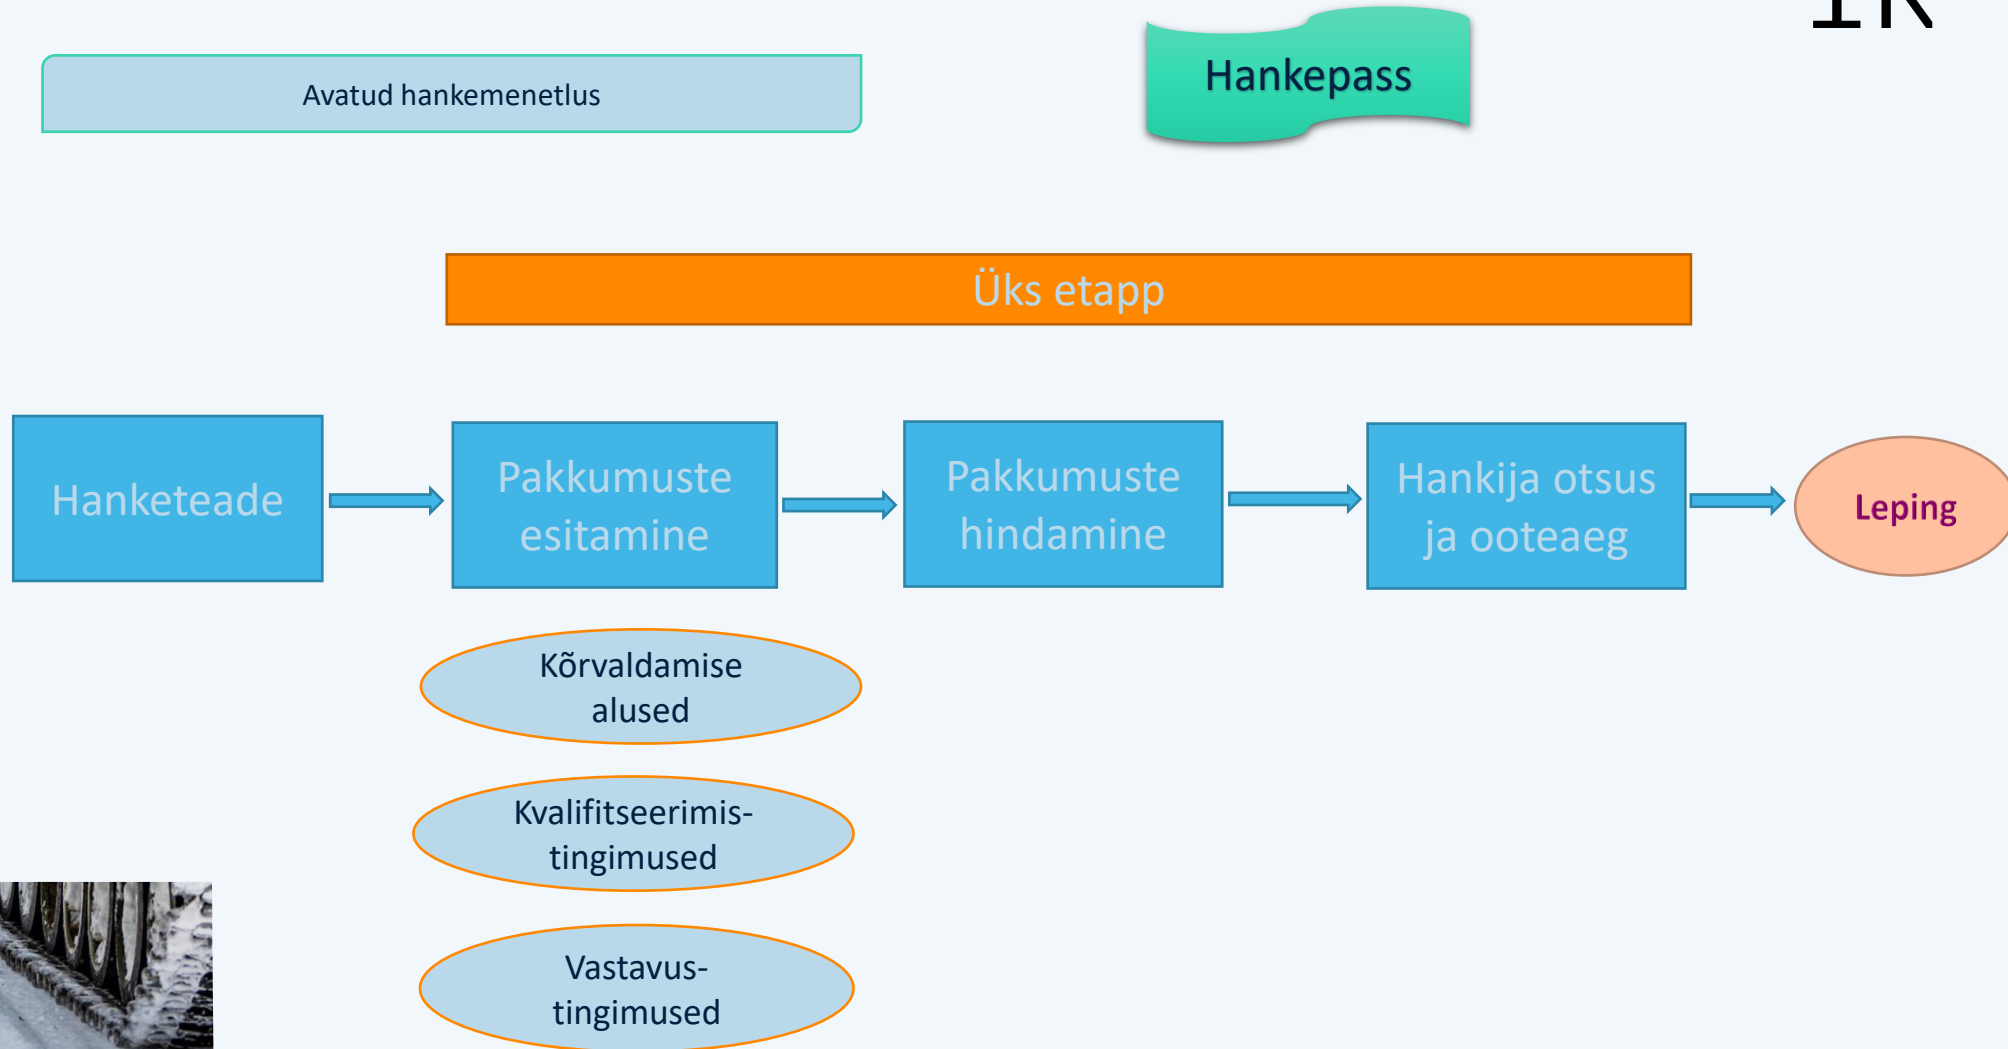 Avatud hankemenetlus
Hankepass
Üks etapp
Hanketeade
Pakkumuste
esitamine
Pakkumuste
hindamine
Hankija otsus
ja ooteaeg
Leping
Kõrvaldamise
alused
Kvalifitseerimis-
tingimused
Vastavus-
tingimused